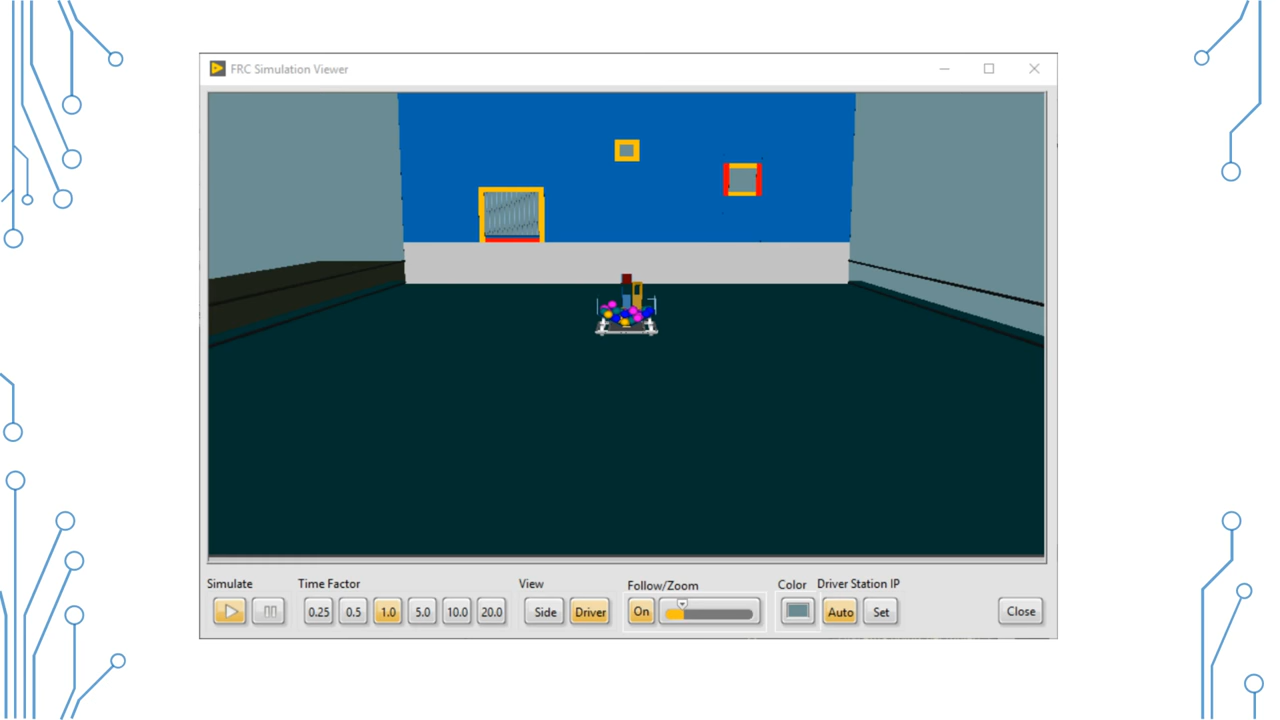 FRC Simulation Viewer
Simulate Time Factor View Follow/Zoom Color Driver Station IP
0.25 0.5 1.0 5.0 10.0 20.0 Side Driver On Auto Set Close